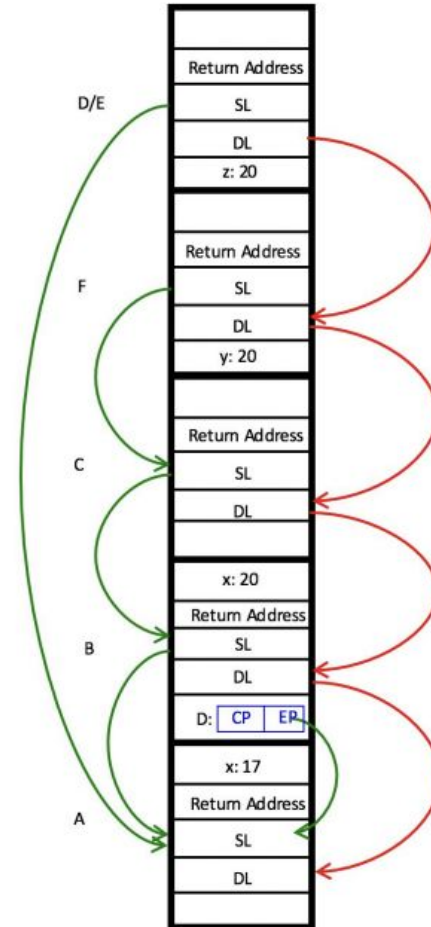 Return Address
D/E
SL
DL
z: 20
Return Address
F
SL
DL
y: 20
Return Address
C
SL
DL
x: 20
Return Address
B
SL
DL
D: CP EP
x: 17
Return Address
A
SL
DL